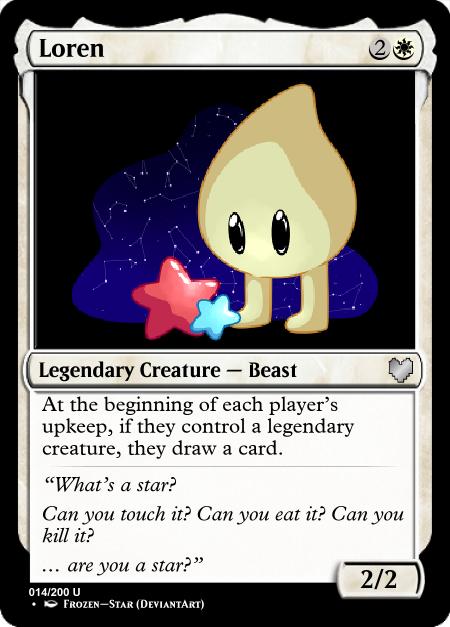 Loren 2
Legendary Creature — Beast
At the beginning of each player's
upkeep, if they control a legendary
creature, they draw a card.
“What's a star?
Can you touch it? Can you eat it? Can you
kill it?
… are you a star?”
2/2
014/200 U
• Frozen—Star (DeviantArt)